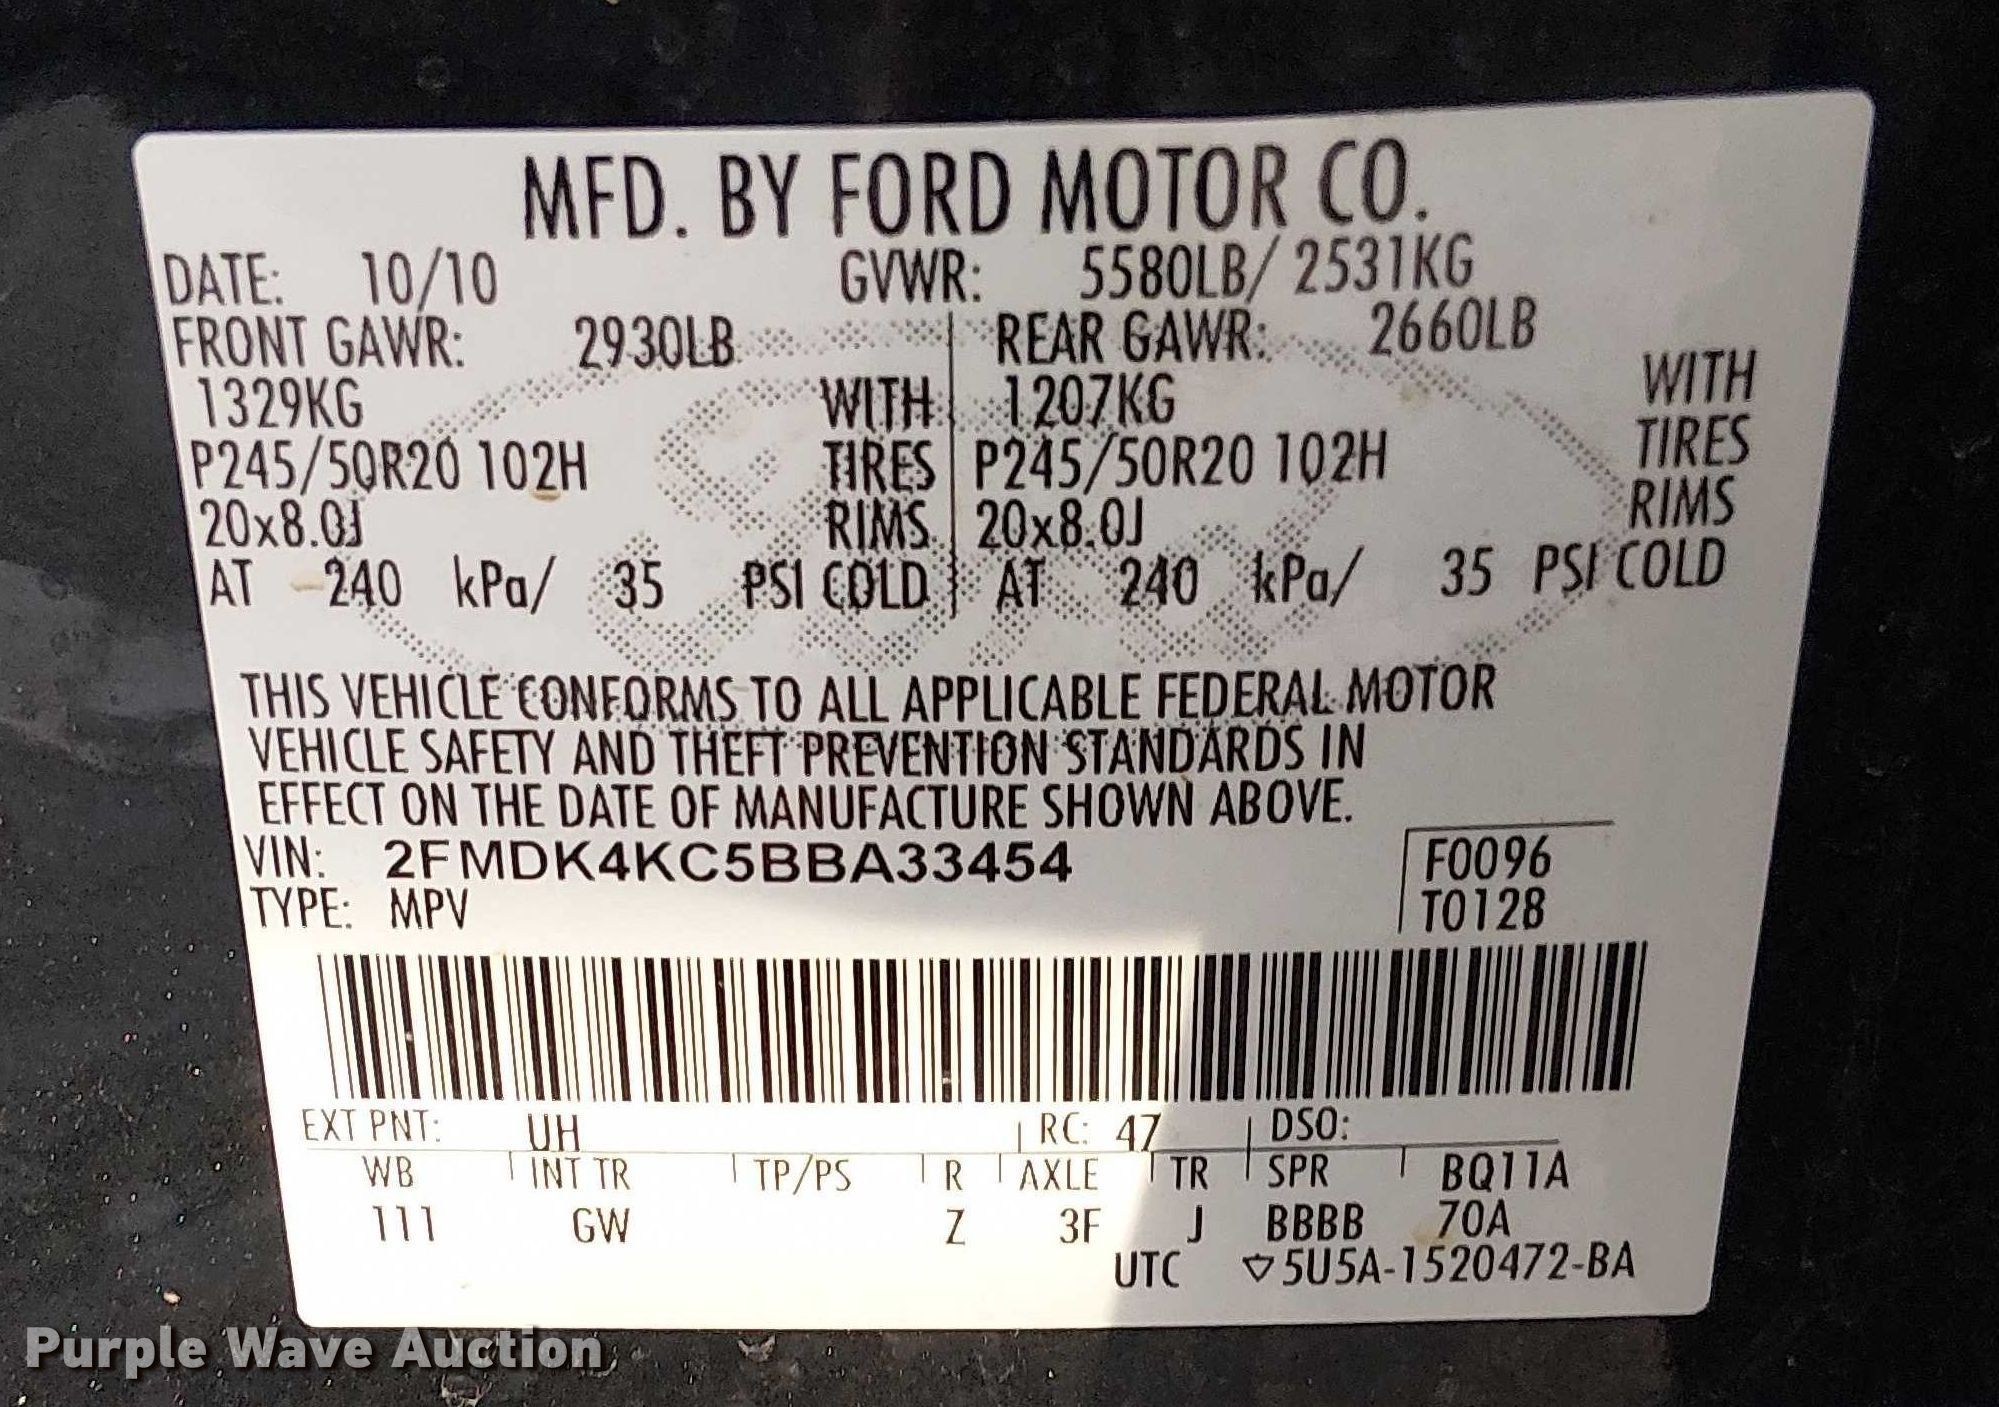 MFD. BY FORD MOTOR CO.
DATE: 10/10 GVWR: 5580LB/ 2531KG
FRONT GAWR: 2930LB REAR GAWR: 2660LB
1329KG WITH 1207KG WITH
P245/50R20 102H TIRES P245/50R20 102H TIRES
20x8.0J RIMS 20x8.0J RIMS
AT 240 kPa/ 35 PSI COLD AT 240 kPa/ 35 PSI COLD
THIS VEHICLE CONFORMS TO ALL APPLICABLE FEDERAL MOTOR
VEHICLE SAFETY AND THEFT PREVENTION STANDARDS IN
EFFECT ON THE DATE OF MANUFACTURE SHOWN ABOVE.
VIN: 2FMDK4KC5BBA33454 F0096
TYPE: MPV T0128
EXT PNT: UH RC: 47 DSO:
WB INT TR TP/PS R AXLE TR SPR BQ11A
111 GW Z 3F J BBBB 70A
UTC ▽5U5A-1520472-BA
Purple Wave Auction